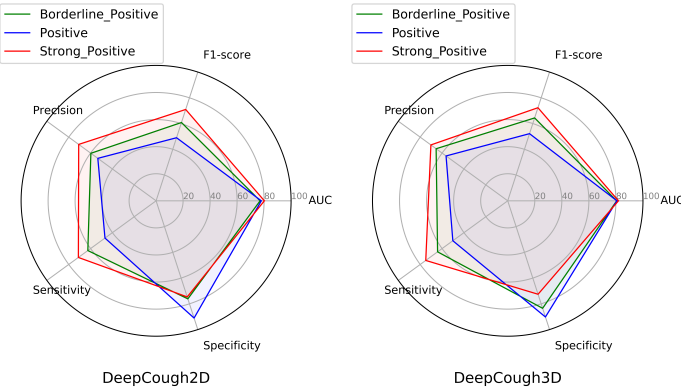 Borderline_Positive
Positive
Strong_Positive
F1-score
Precision
20 40 60 80 100
AUC
Sensitivity
Specificity
DeepCough2D
Borderline_Positive
Positive
Strong_Positive
F1-score
Precision
20 40 60 80 100
AUC
Sensitivity
Specificity
DeepCough3D